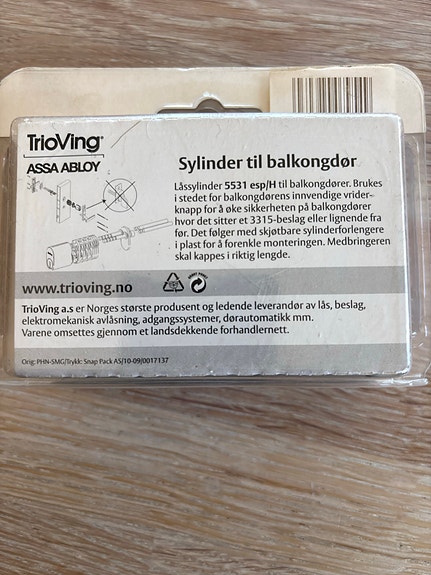 TrioVing®
ASSA ABLOY
Sylinder til balkongdør
Låssylinder 5531 esp/H til balkongdører. Brukes
i stedet for balkongdørens innvendige vrider-
knapp for å øke sikkerheten på balkongdører
hvor det sitter et 3315-beslag eller lignende fra
før. Det følger med skjøtbare sylinderforlengere
i plast for å forenkle monteringen. Medbringeren
skal kappes i riktig lengde.
www.trioving.no
TrioVing a.s er Norges største produsent og ledende leverandør av lås, beslag,
elektromekanisk avlåsning, adgangssystemer, dørautomatikk mm.
Varene omsettes gjennom et landsdekkende forhandlernett.
Orig: PHN-SMG/Trykk: Snap Pack AS/10-09/0017137